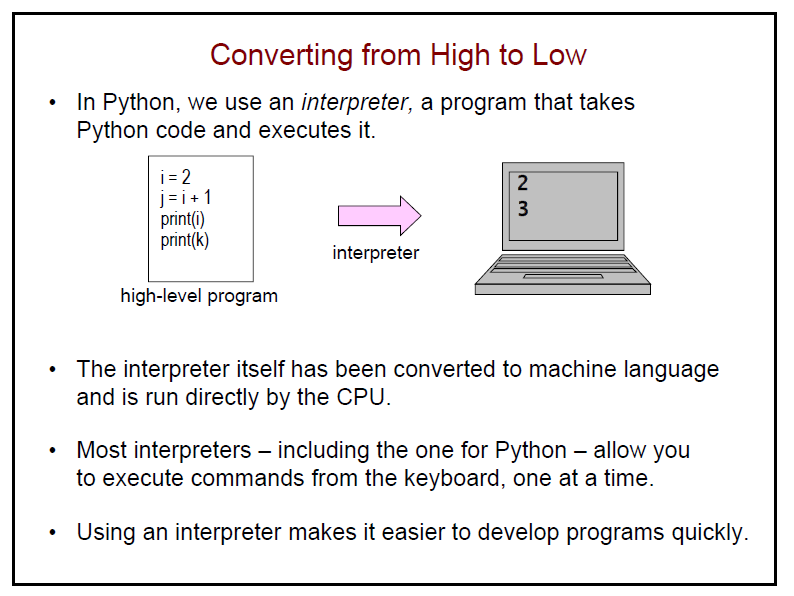 Converting from High to Low
• In Python, we use an interpreter, a program that takes
Python code and executes it.
i = 2
j = i + 1
print(i)
print(k)
high-level program
interpreter
2
3
• The interpreter itself has been converted to machine language
and is run directly by the CPU.
• Most interpreters – including the one for Python – allow you
to execute commands from the keyboard, one at a time.
• Using an interpreter makes it easier to develop programs quickly.